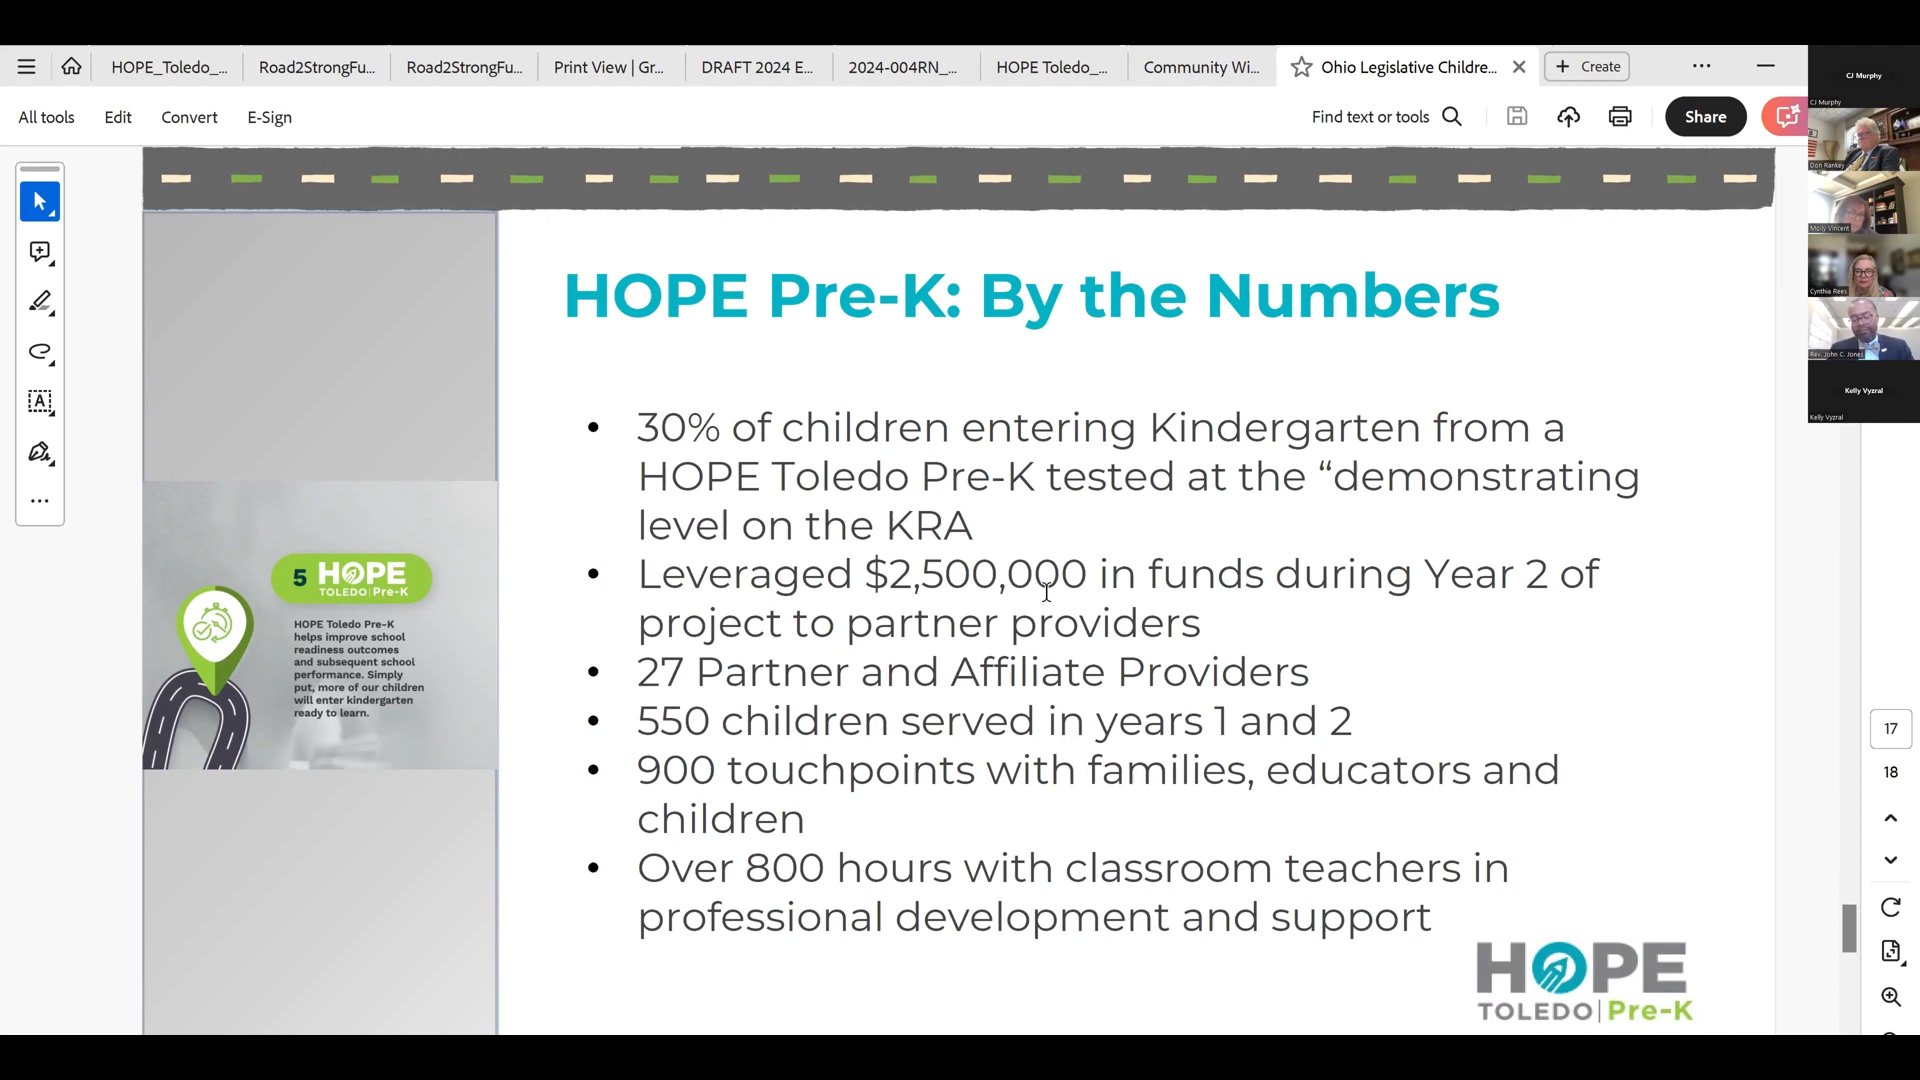 HOPE_Toledo_...
Road2StrongFu...
Road2StrongFu...
Print View | Gr...
DRAFT 2024 E...
2024-004RN_...
HOPE Toledo_...
Community Wi...
Ohio Legislative Childre...
Create
All tools
Edit
Convert
E-Sign
Find text or tools
Share
HOPE Pre-K: By the Numbers
• 30% of children entering Kindergarten from a
HOPE Toledo Pre-K tested at the “demonstrating
level on the KRA
• Leveraged $2,500,000 in funds during Year 2 of
project to partner providers
• 27 Partner and Affiliate Providers
• 550 children served in years 1 and 2
• 900 touchpoints with families, educators and
children
• Over 800 hours with classroom teachers in
professional development and support
5 HOPE
TOLEDO | Pre-K
HOPE Toledo Pre-K
helps improve school
readiness outcomes
and subsequent school
performance. Simply
put, more of our children
will enter kindergarten
ready to learn.
HOPE
TOLEDO | Pre-K
17
18
CJ Murphy
CJ Murphy
Don Rankey
Molly Vincent
Cynthia Rees
Rev. John C. Jones
Kelly Vyzral
Kelly Vyzral